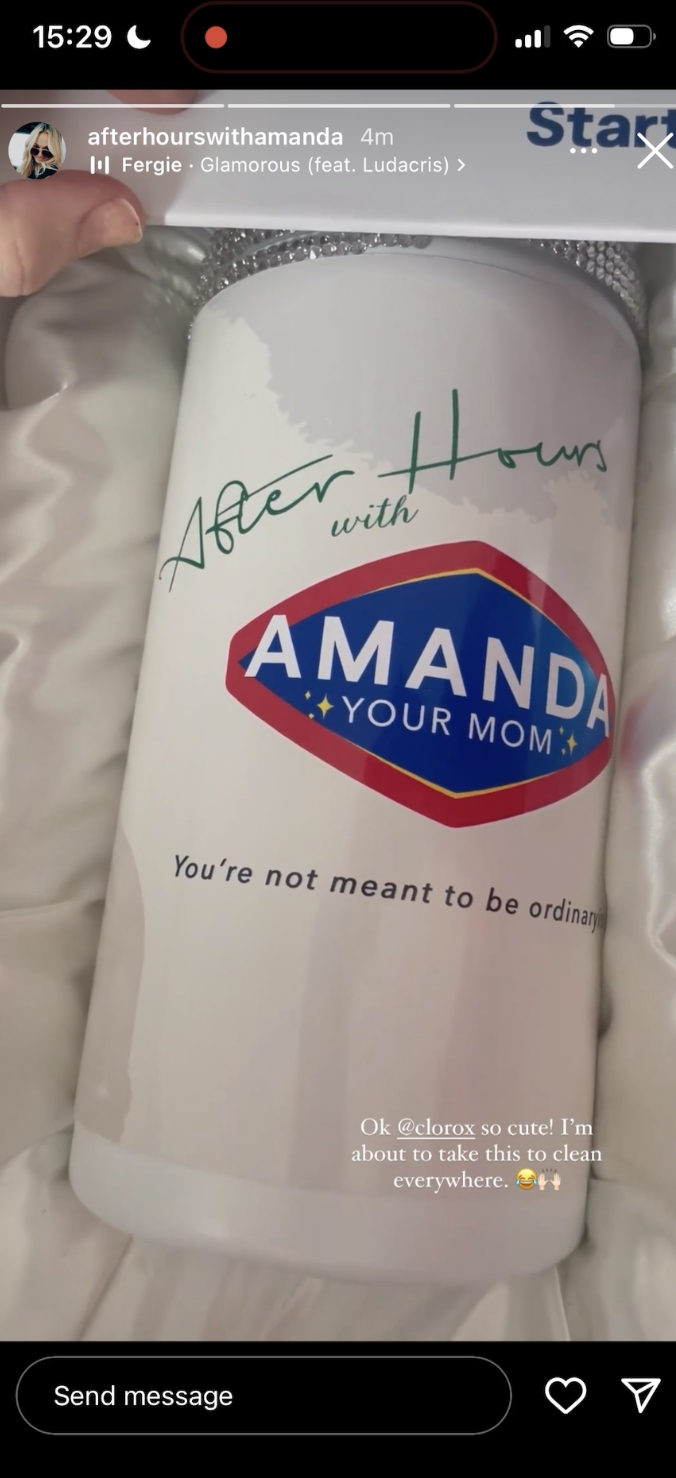 15:29
afterhourswithamanda 4m
Fergie · Glamorous (feat. Ludacris) >
Start
After Hours
with
AMANDA
YOUR MOM
You're not meant to be ordinary
Ok @clorox so cute! I'm
about to take this to clean
everywhere. 😂🙌🏻
Send message